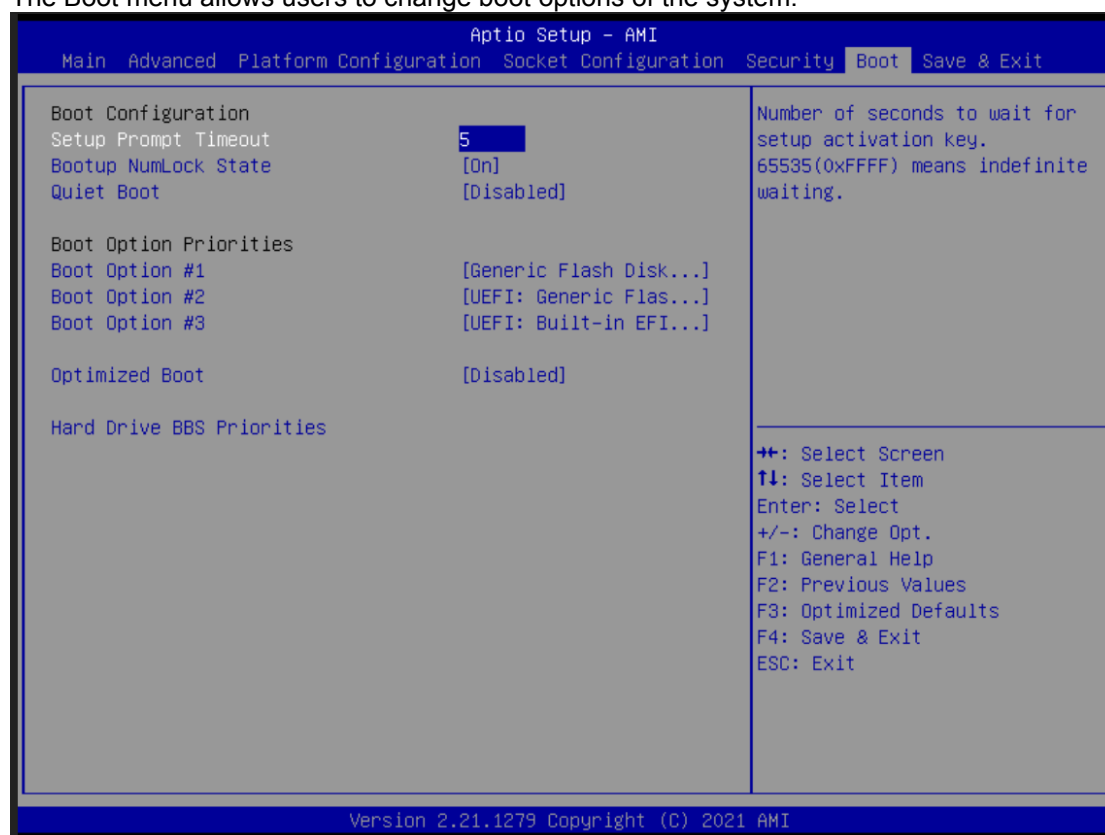 The Boot menu allows users to change boot options of the system.
Aptio Setup – AMI
Main Advanced Platform Configuration Socket Configuration Security Boot Save & Exit
Boot Configuration
Setup Prompt Timeout 5
Bootup NumLock State [On]
Quiet Boot [Disabled]
Boot Option Priorities
Boot Option #1 [Generic Flash Disk...]
Boot Option #2 [UEFI: Generic Flas...]
Boot Option #3 [UEFI: Built-in EFI...]
Optimized Boot [Disabled]
Hard Drive BBS Priorities
Number of seconds to wait for
setup activation key.
65535(0xFFFF) means indefinite
waiting.
→←: Select Screen
↑↓: Select Item
Enter: Select
+/-: Change Opt.
F1: General Help
F2: Previous Values
F3: Optimized Defaults
F4: Save & Exit
ESC: Exit
Version 2.21.1279 Copyright (C) 2021 AMI